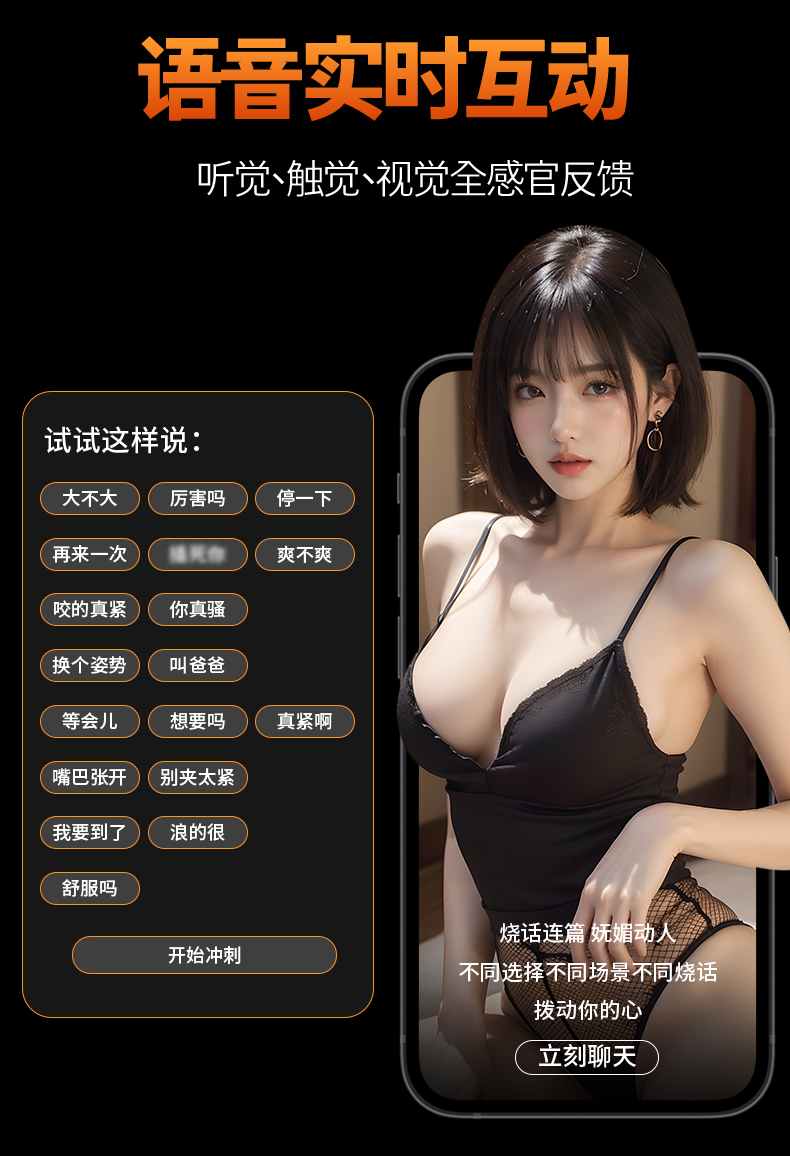 语音实时互动
听觉、触觉、视觉全感官反馈
试试这样说：
大不大 厉害吗 停一下
再来一次 爽不爽
咬的真紧 你真骚
换个姿势 叫爸爸
等会儿 想要吗 真紧啊
嘴巴张开 别夹太紧
我要到了 浪的很
舒服吗
开始冲刺
烧话连篇 妩媚动人
不同选择不同场景不同烧话
拨动你的心
立刻聊天